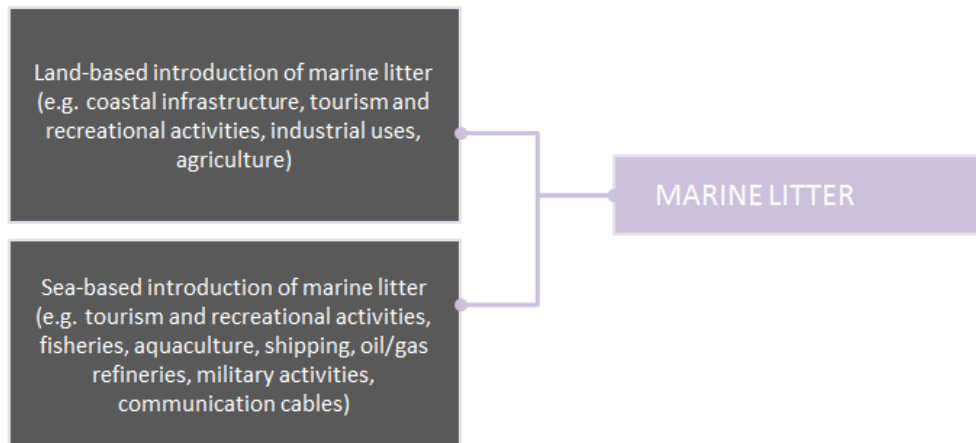 Land-based introduction of marine litter
(e.g. coastal infrastructure, tourism and
recreational activities, industrial uses,
agriculture)
MARINE LITTER
Sea-based introduction of marine litter
(e.g. tourism and recreational activities,
fisheries, aquaculture, shipping, oil/gas
refineries, military activities,
communication cables)